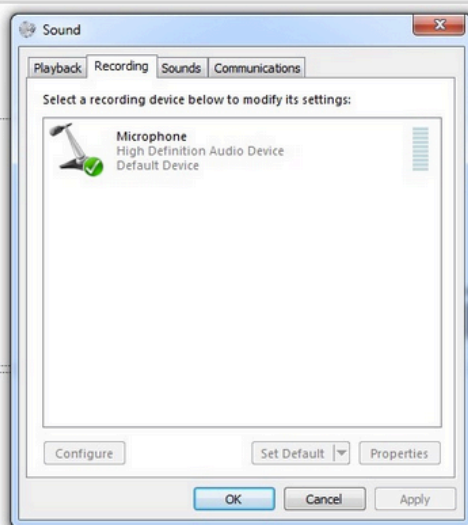 Sound
Playback Recording Sounds Communications
Select a recording device below to modify its settings:
Microphone
High Definition Audio Device
Default Device
Configure Set Default Properties
OK Cancel Apply